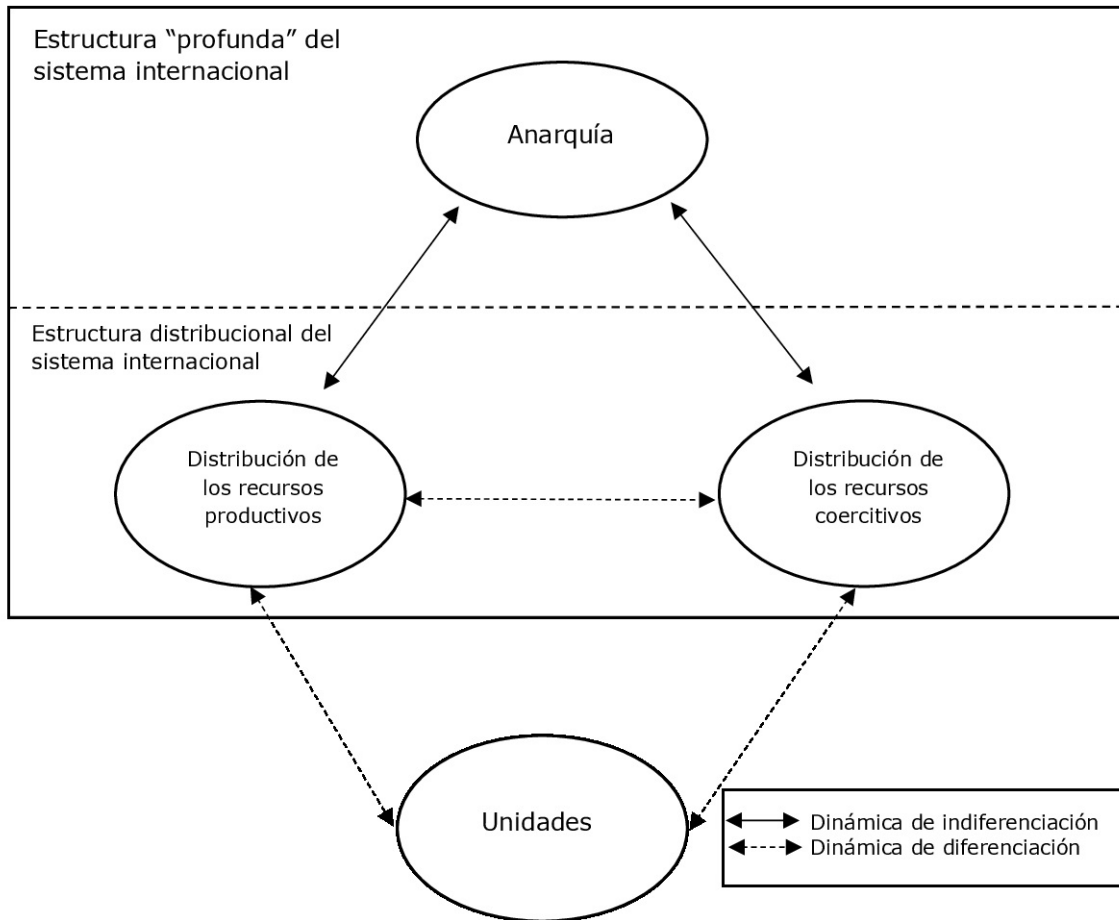 Estructura “profunda” del
sistema internacional
Anarquía
Estructura distribucional del
sistema internacional
Distribución de
los recursos
productivos
Distribución de
los recursos
coercitivos
Unidades
Dinámica de indiferenciación
Dinámica de diferenciación